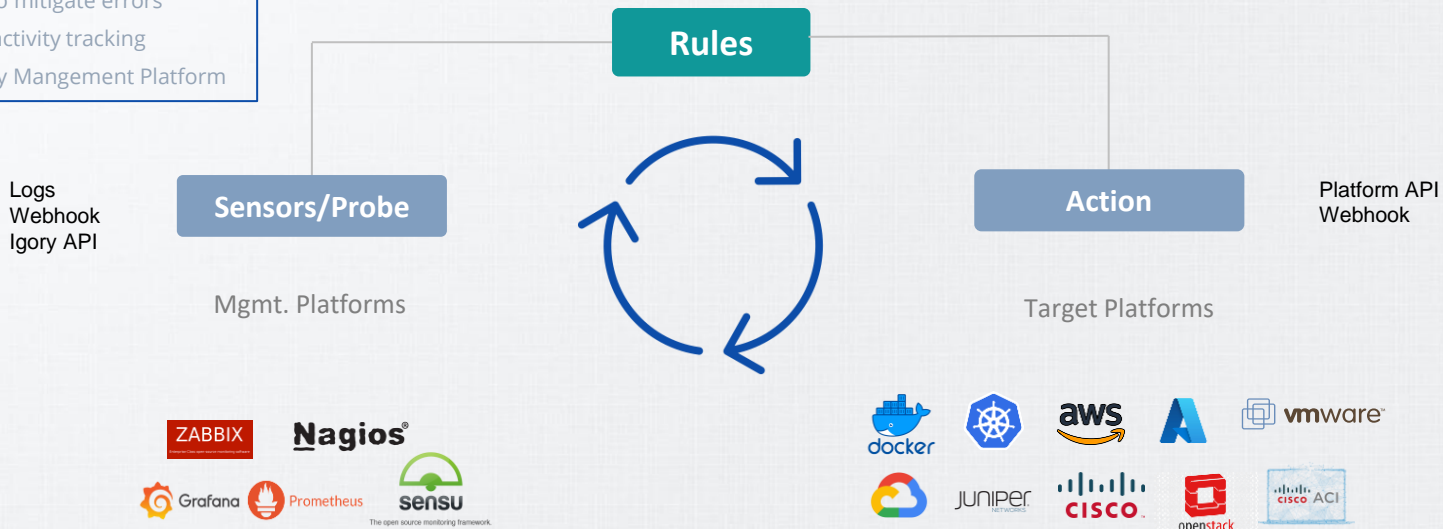 o mitigate errors
activity tracking
y Mangement Platform
Rules
Logs
Webhook
Igory API
Sensors/Probe
Action
Platform API
Webhook
Mgmt. Platforms
Target Platforms
ZABBIX
Nagios®
docker
aws
vmware
Grafana
Prometheus
sensu
The open source monitoring framework.
JUNIPER
NETWORKS
CISCO
openstack
CISCO ACI